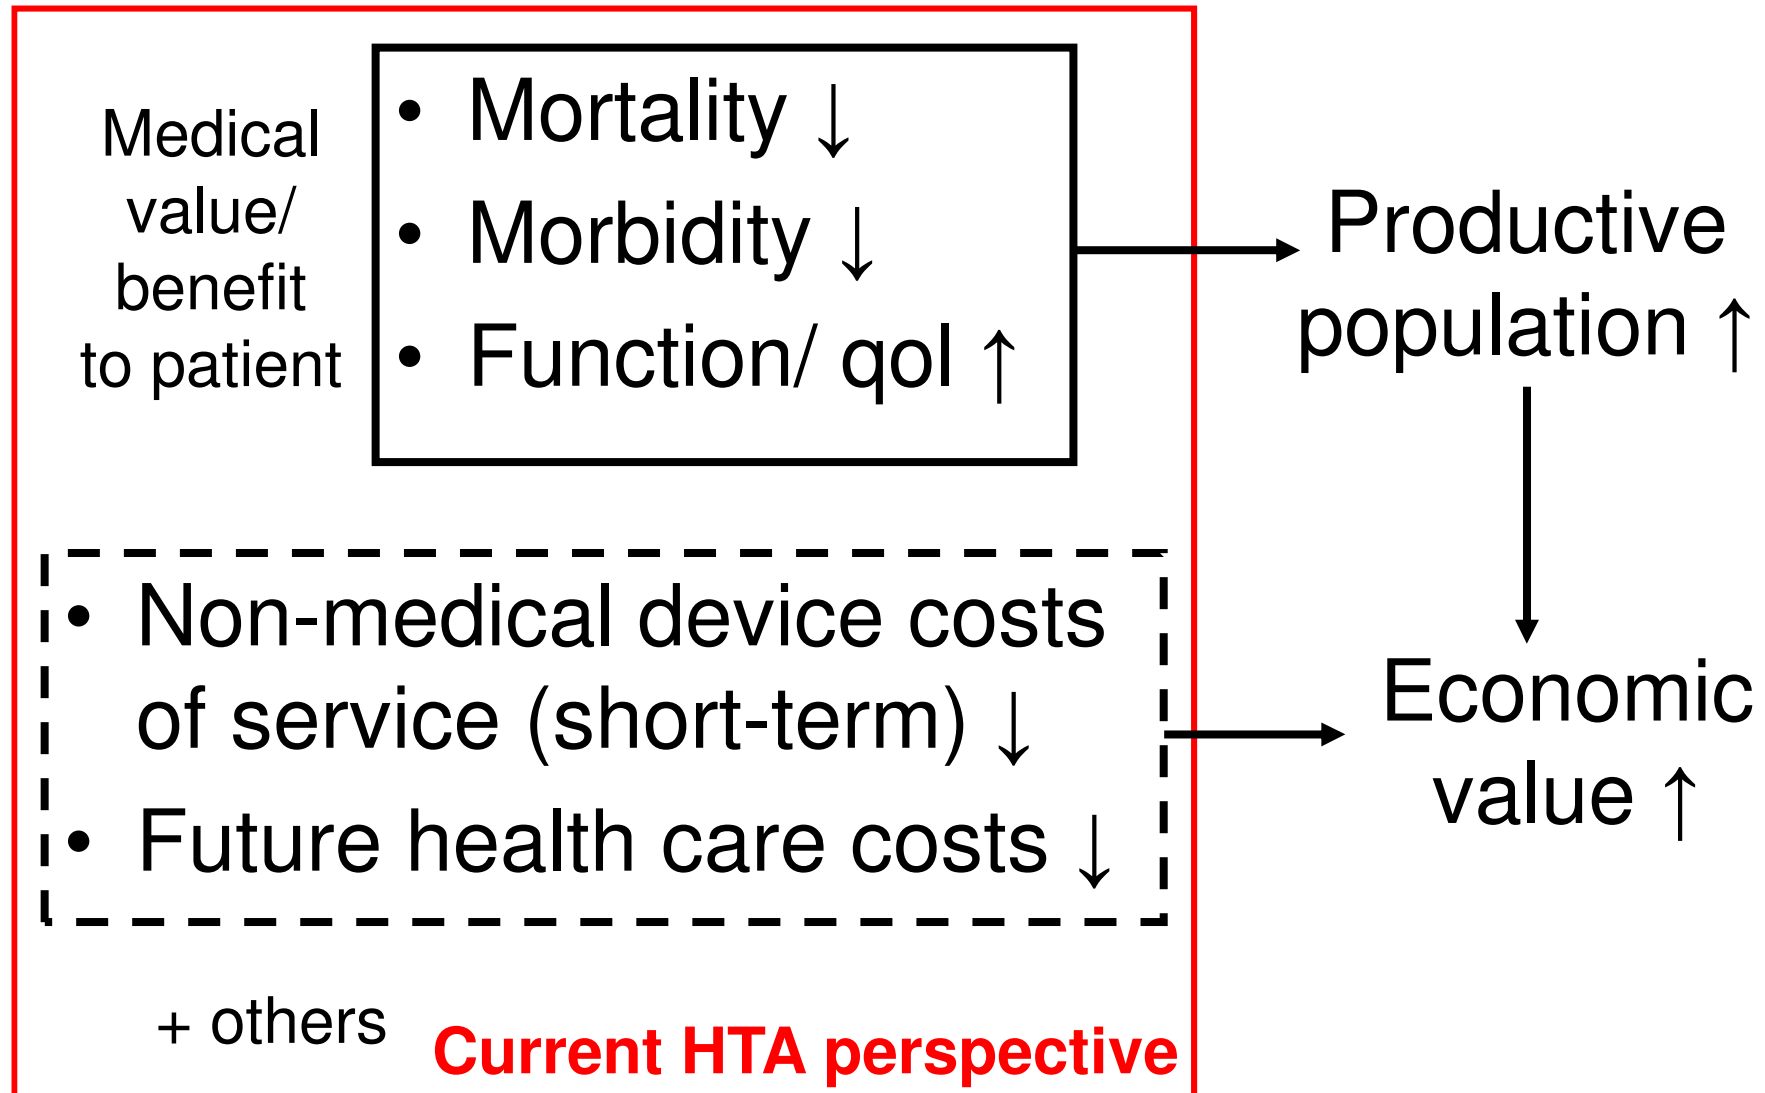 Medical
value/
benefit
to patient
• Mortality ↓
• Morbidity ↓
• Function/ qol ↑
Productive
population ↑
• Non-medical device costs
of service (short-term) ↓
• Future health care costs ↓
Economic
value ↑
+ others
Current HTA perspective